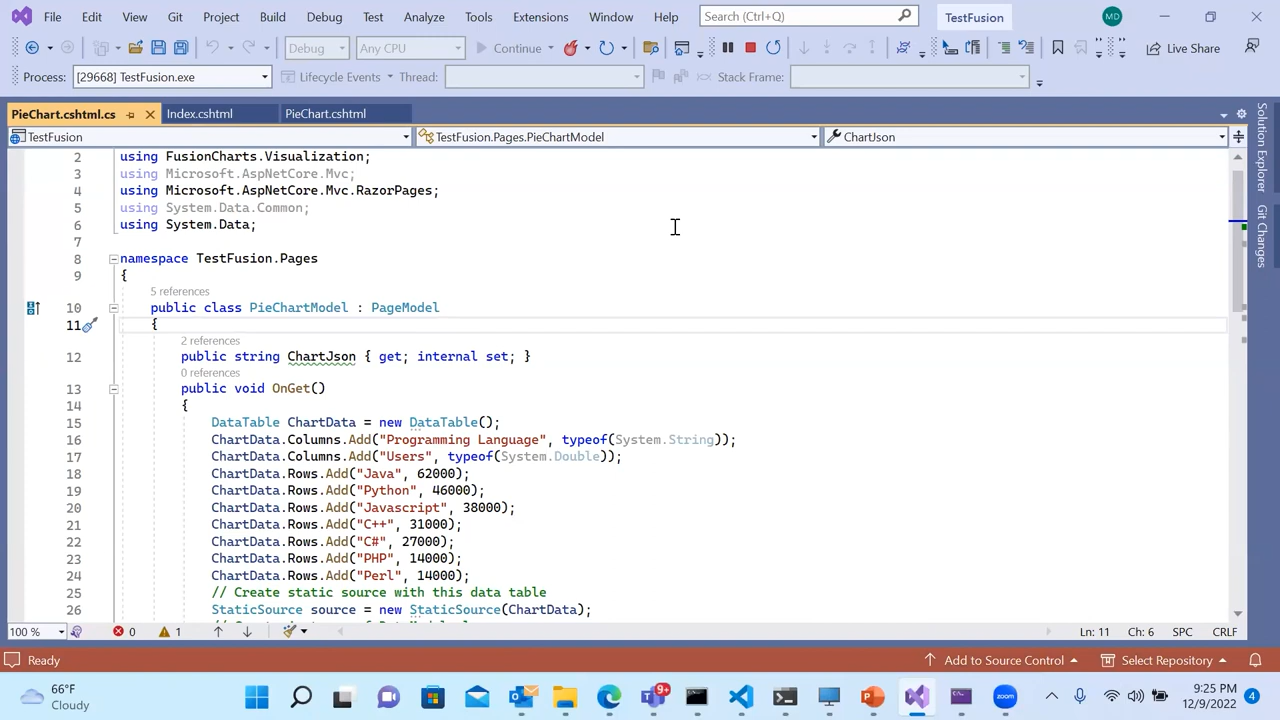 File Edit View Git Project Build Debug Test Analyze Tools Extensions Window Help Search (Ctrl+Q) TestFusion MD
Debug Any CPU Continue Live Share
Process: [29668] TestFusion.exe Lifecycle Events Thread: Stack Frame:
PieChart.cshtml.cs Index.cshtml PieChart.cshtml
TestFusion TestFusion.Pages.PieChartModel ChartJson
2 using FusionCharts.Visualization;
3 using Microsoft.AspNetCore.Mvc;
4 using Microsoft.AspNetCore.Mvc.RazorPages;
5 using System.Data.Common;
6 using System.Data;
7
8 namespace TestFusion.Pages
9 {
5 references
10 public class PieChartModel : PageModel
11 {
2 references
12 public string ChartJson { get; internal set; }
0 references
13 public void OnGet()
14 {
15 DataTable ChartData = new DataTable();
16 ChartData.Columns.Add("Programming Language", typeof(System.String));
17 ChartData.Columns.Add("Users", typeof(System.Double));
18 ChartData.Rows.Add("Java", 62000);
19 ChartData.Rows.Add("Python", 46000);
20 ChartData.Rows.Add("Javascript", 38000);
21 ChartData.Rows.Add("C++", 31000);
22 ChartData.Rows.Add("C#", 27000);
23 ChartData.Rows.Add("PHP", 14000);
24 ChartData.Rows.Add("Perl", 14000);
25 // Create static source with this data table
26 StaticSource source = new StaticSource(ChartData);
Solution Explorer
Git Changes
100 % 0 1 Ln: 11 Ch: 6 SPC CRLF
Ready Add to Source Control Select Repository
66°F
Cloudy
9+
zoom
9:25 PM
12/9/2022
4